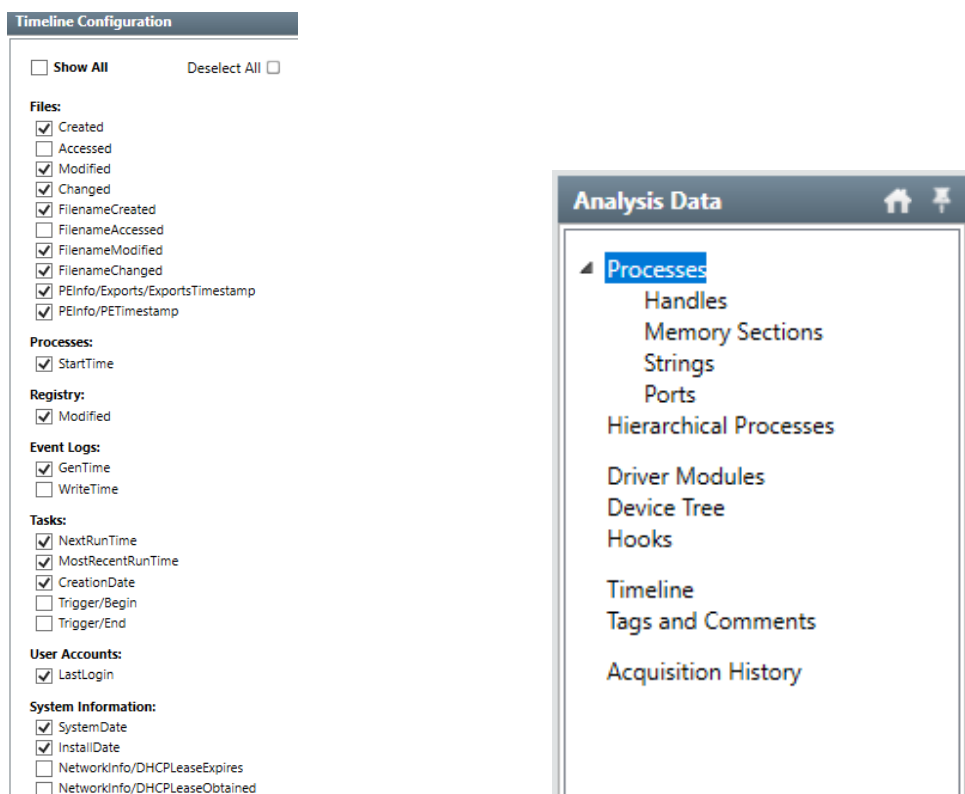 Timeline Configuration
Show All Deselect All
Files:
Created
Accessed
Modified
Changed
FilenameCreated
FilenameAccessed
FilenameModified
FilenameChanged
PEInfo/Exports/ExportsTimestamp
PEInfo/PETimestamp
Processes:
StartTime
Registry:
Modified
Event Logs:
GenTime
WriteTime
Tasks:
NextRunTime
MostRecentRunTime
CreationDate
Trigger/Begin
Trigger/End
User Accounts:
LastLogin
System Information:
SystemDate
InstallDate
NetworkInfo/DHCPLeaseExpires
NetworkInfo/DHCPLeaseObtained
Analysis Data
Processes
Handles
Memory Sections
Strings
Ports
Hierarchical Processes
Driver Modules
Device Tree
Hooks
Timeline
Tags and Comments
Acquisition History